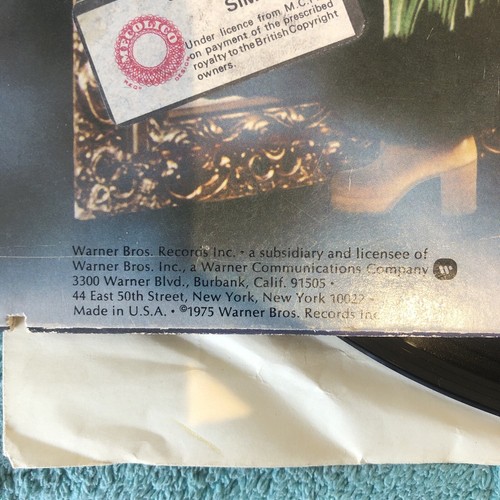 SIM
MECOLICO
Under licence from M.C.
on payment of the prescribed
royalty to the British Copyright
owners.
Warner Bros. Records Inc. • a subsidiary and licensee of
Warner Bros. Inc., a Warner Communications Company
3300 Warner Blvd., Burbank, Calif. 91505 •
44 East 50th Street, New York, New York 10022 -
Made in U.S.A. • ©1975 Warner Bros. Records Inc